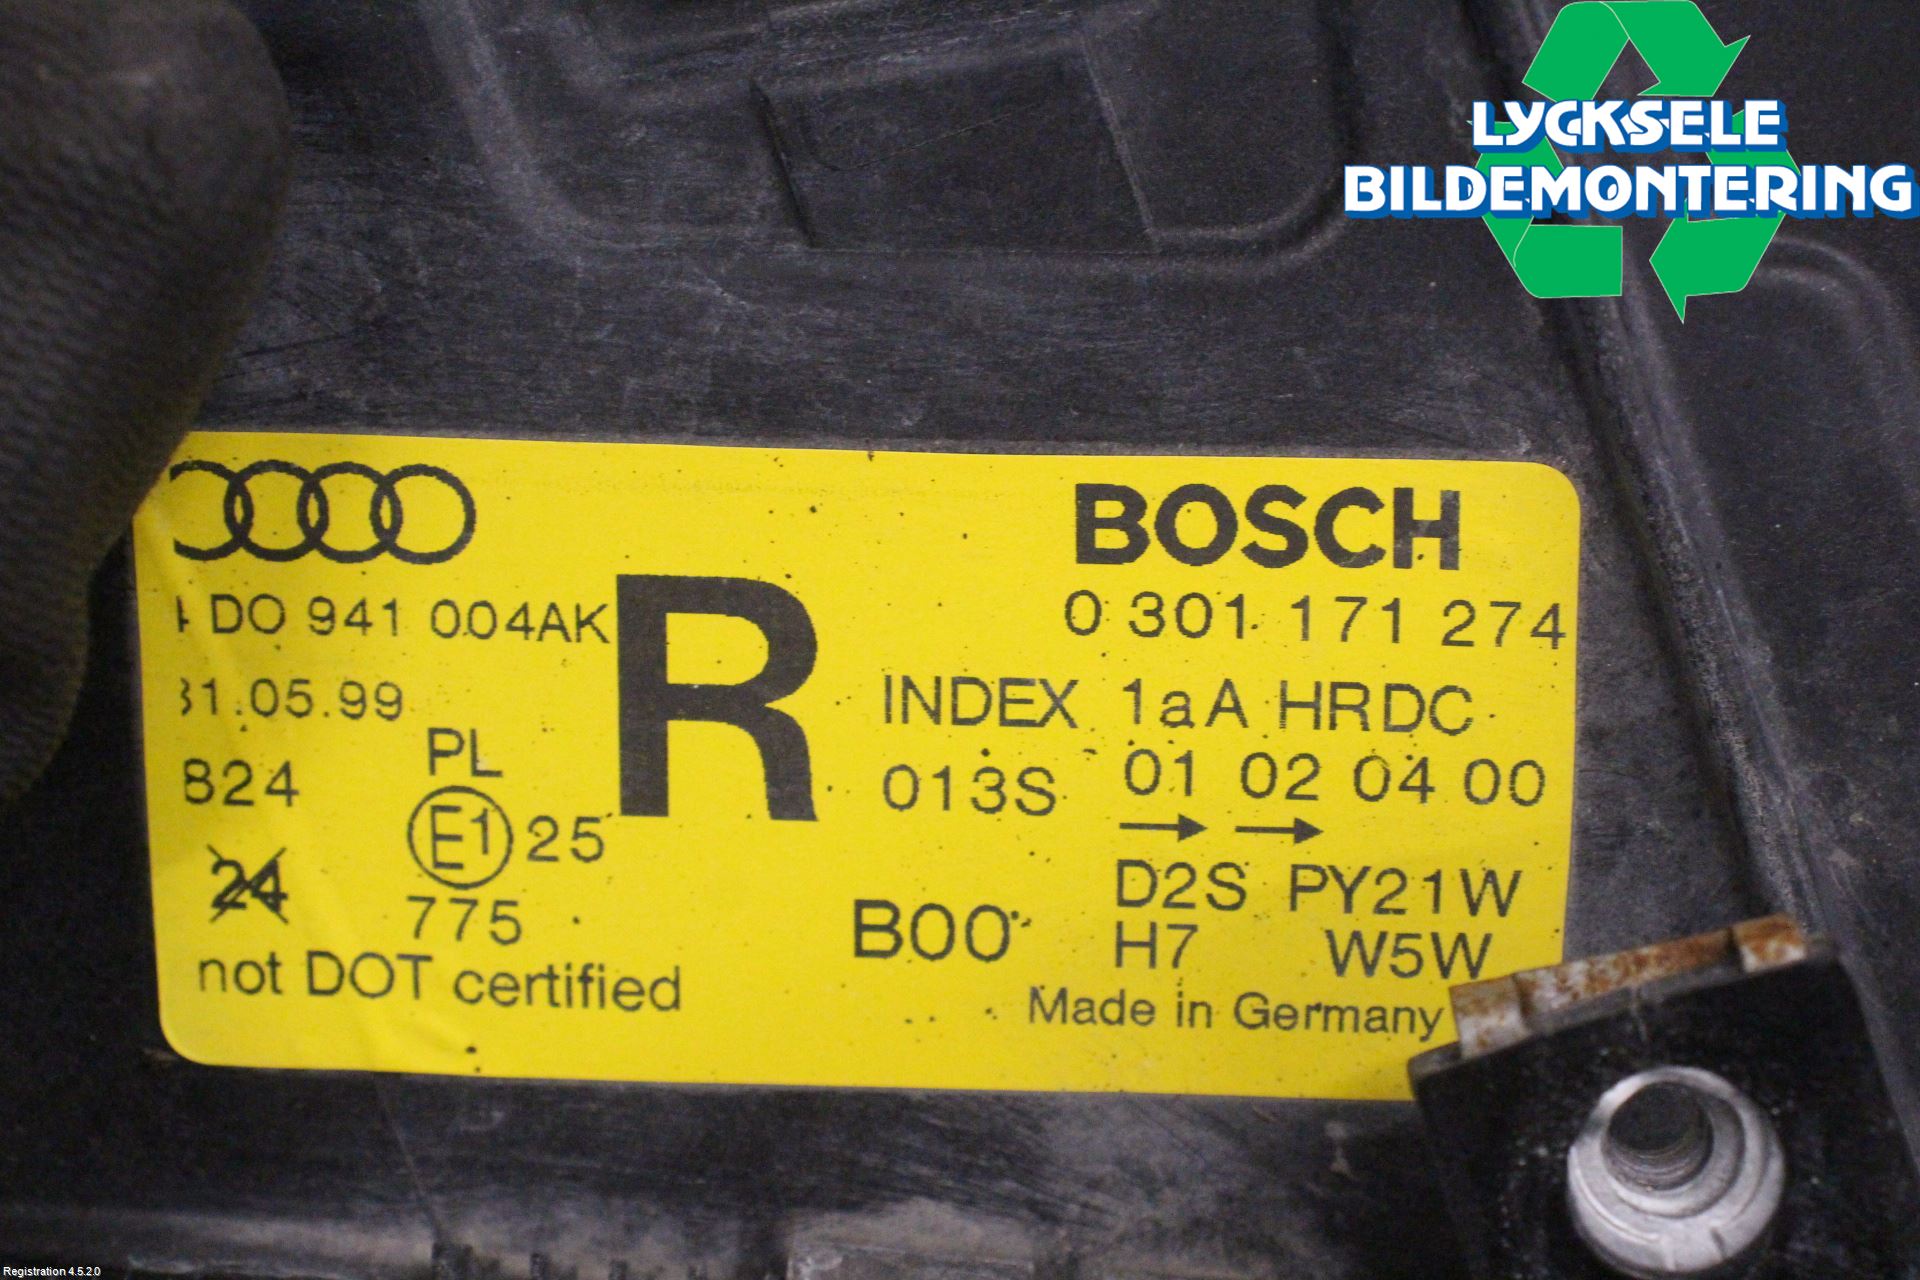 LYCKSELE
BILDEMONTERING
BOSCH
DO 941 004AK
R
0 301 171 274
31.05.99
INDEX 1aA HRDC
PL
824
013S 01 02 04 00
E1 25
24
D2S PY21W
775
B00
H7 W5W
not DOT certified
Made in Germany
Registration 4.5.2.0